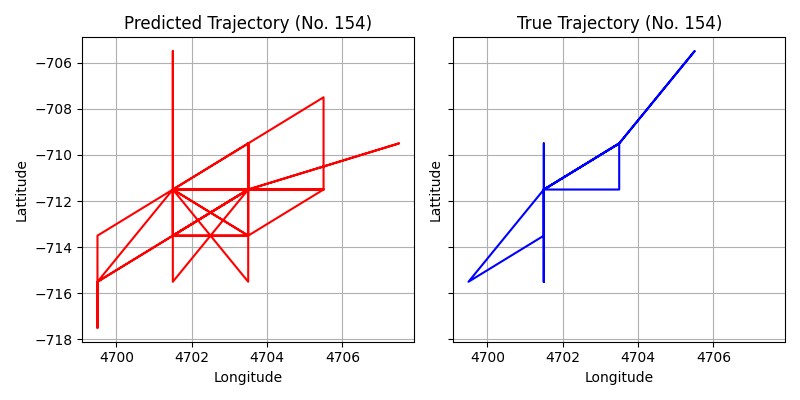 Predicted Trajectory (No. 154)
True Trajectory (No. 154)
−706
−708
−710
−712
−714
−716
−718
Lattitude
Lattitude
4700 4702 4704 4706
4700 4702 4704 4706
Longitude
Longitude